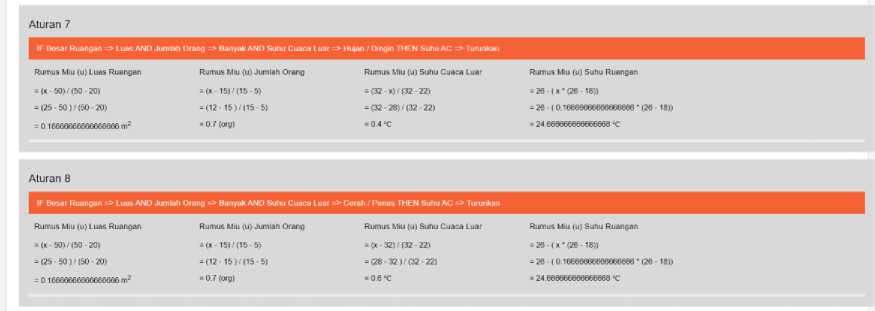 Aturan 7
IF Besar Ruangan => Luas AND Jumlah Orang => Banyak AND Suhu Cuaca Luar => Hujan / Dingin THEN Suhu AC => Turunkan
Rumus Miu (u) Luas Ruangan
= (x - 50) / (50 - 20)
= (25 - 50 ) / (50 - 20)
= 0.16666666666666666 m²
Rumus Miu (u) Jumlah Orang
= (x - 15) / (15 - 5)
= (12 - 15 ) / (15 - 5)
= 0.7 (org)
Rumus Miu (u) Suhu Cuaca Luar
= (32 - x) / (32 - 22)
= (32 - 28) / (32 - 22)
= 0.4 °C
Rumus Miu (u) Suhu Ruangan
= 26 - ( x * (26 - 18))
= 26 - ( 0.16666666666666666 * (26 - 18))
= 24.666666666666668 °C
Aturan 8
IF Besar Ruangan => Luas AND Jumlah Orang => Banyak AND Suhu Cuaca Luar => Cerah / Panas THEN Suhu AC => Turunkan
Rumus Miu (u) Luas Ruangan
= (x - 50) / (50 - 20)
= (25 - 50 ) / (50 - 20)
= 0.16666666666666666 m²
Rumus Miu (u) Jumlah Orang
= (x - 15) / (15 - 5)
= (12 - 15 ) / (15 - 5)
= 0.7 (org)
Rumus Miu (u) Suhu Cuaca Luar
= (x - 32) / (32 - 22)
= (28 - 32 ) / (32 - 22)
= 0.6 °C
Rumus Miu (u) Suhu Ruangan
= 26 - ( x * (26 - 18))
= 26 - ( 0.16666666666666666 * (26 - 18))
= 24.666666666666668 °C